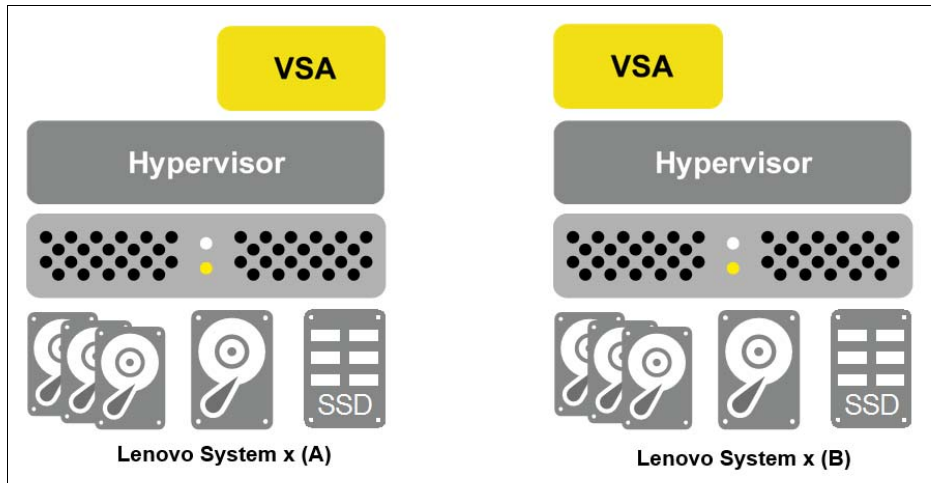 VSA
VSA
Hypervisor
Hypervisor
SSD
SSD
Lenovo System x (A)
Lenovo System x (B)